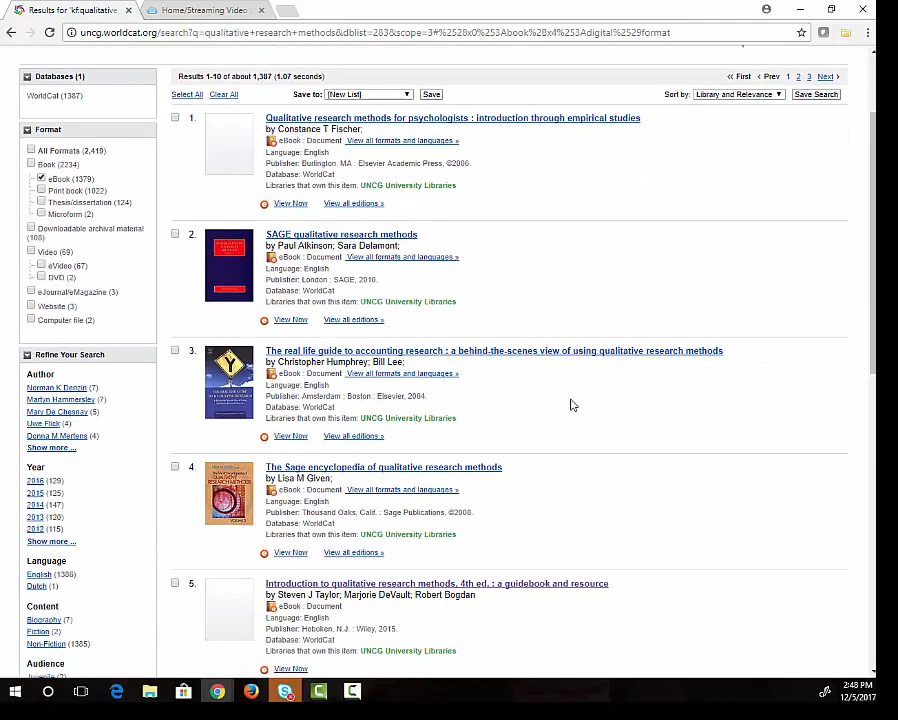 Results for 'kf:qualitative
Home/Streaming Video
uncg.worldcat.org/search?q=qualitative+research+methods&dblist=283&scope=3#%2528x0%253Abook%2Bx4%253Adigital%2529format
Databases (1)
WorldCat (1387)
Format
All Formats (2,419)
Book (2234)
eBook (1379)
Print book (1022)
Thesis/dissertation (124)
Microform (2)
Downloadable archival material
(108)
Video (69)
eVideo (67)
DVD (2)
eJournal/eMagazine (3)
Website (3)
Computer file (2)
Refine Your Search
Author
Norman K Denzin (7)
Martyn Hammersley (7)
Mary De Chesnay (5)
Uwe Flick (4)
Donna M Mertens (4)
Show more ...
Year
2016 (129)
2015 (125)
2014 (147)
2013 (120)
2012 (115)
Show more ...
Language
English (1386)
Dutch (1)
Content
Biography (7)
Fiction (2)
Non-Fiction (1385)
Audience
Results 1-10 of about 1,387 (1.07 seconds)
<< First < Prev 1 2 3 Next >
Select All Clear All Save to: [New List] Save
Sort by: Library and Relevance Save Search
1. Qualitative research methods for psychologists : introduction through empirical studies
by Constance T Fischer;
eBook : Document View all formats and languages »
Language: English
Publisher: Burlington, MA : Elsevier Academic Press, ©2006.
Database: WorldCat
Libraries that own this item: UNCG University Libraries
View Now View all editions »
2. SAGE qualitative research methods
by Paul Atkinson; Sara Delamont;
eBook : Document View all formats and languages »
Language: English
Publisher: London : SAGE, 2010.
Database: WorldCat
Libraries that own this item: UNCG University Libraries
View Now View all editions »
3. The real life guide to accounting research : a behind-the-scenes view of using qualitative research methods
by Christopher Humphrey; Bill Lee;
eBook : Document View all formats and languages »
Language: English
Publisher: Amsterdam ; Boston : Elsevier, 2004.
Database: WorldCat
Libraries that own this item: UNCG University Libraries
View Now View all editions »
4. The Sage encyclopedia of qualitative research methods
by Lisa M Given;
eBook : Document View all formats and languages »
Language: English
Publisher: Thousand Oaks, Calif. : Sage Publications, ©2008.
Database: WorldCat
Libraries that own this item: UNCG University Libraries
View Now View all editions »
5. Introduction to qualitative research methods, 4th ed. : a guidebook and resource
by Steven J Taylor; Marjorie DeVault; Robert Bogdan
eBook : Document
Language: English
Publisher: Hoboken, N.J. : Wiley, 2015.
Database: WorldCat
Libraries that own this item: UNCG University Libraries
View Now
2:48 PM
12/5/2017